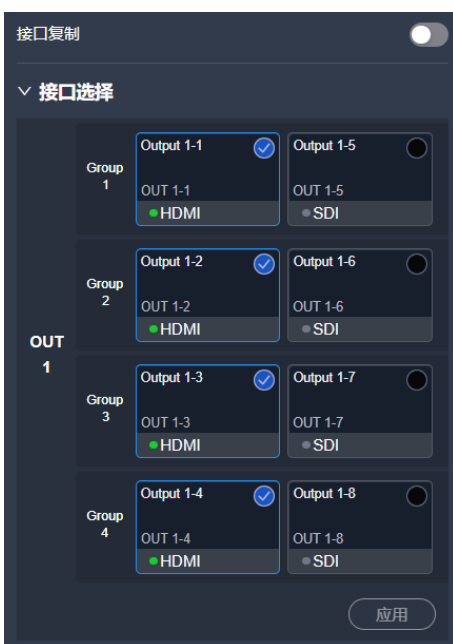 接口复制
接口选择
OUT
1
Group
1
Output 1-1
OUT 1-1
HDMI
Output 1-5
OUT 1-5
SDI
Group
2
Output 1-2
OUT 1-2
HDMI
Output 1-6
OUT 1-6
SDI
Group
3
Output 1-3
OUT 1-3
HDMI
Output 1-7
OUT 1-7
SDI
Group
4
Output 1-4
OUT 1-4
HDMI
Output 1-8
OUT 1-8
SDI
应用